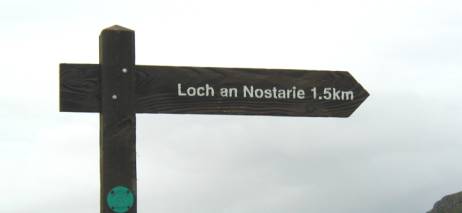 Loch an Nostarie 1.5km